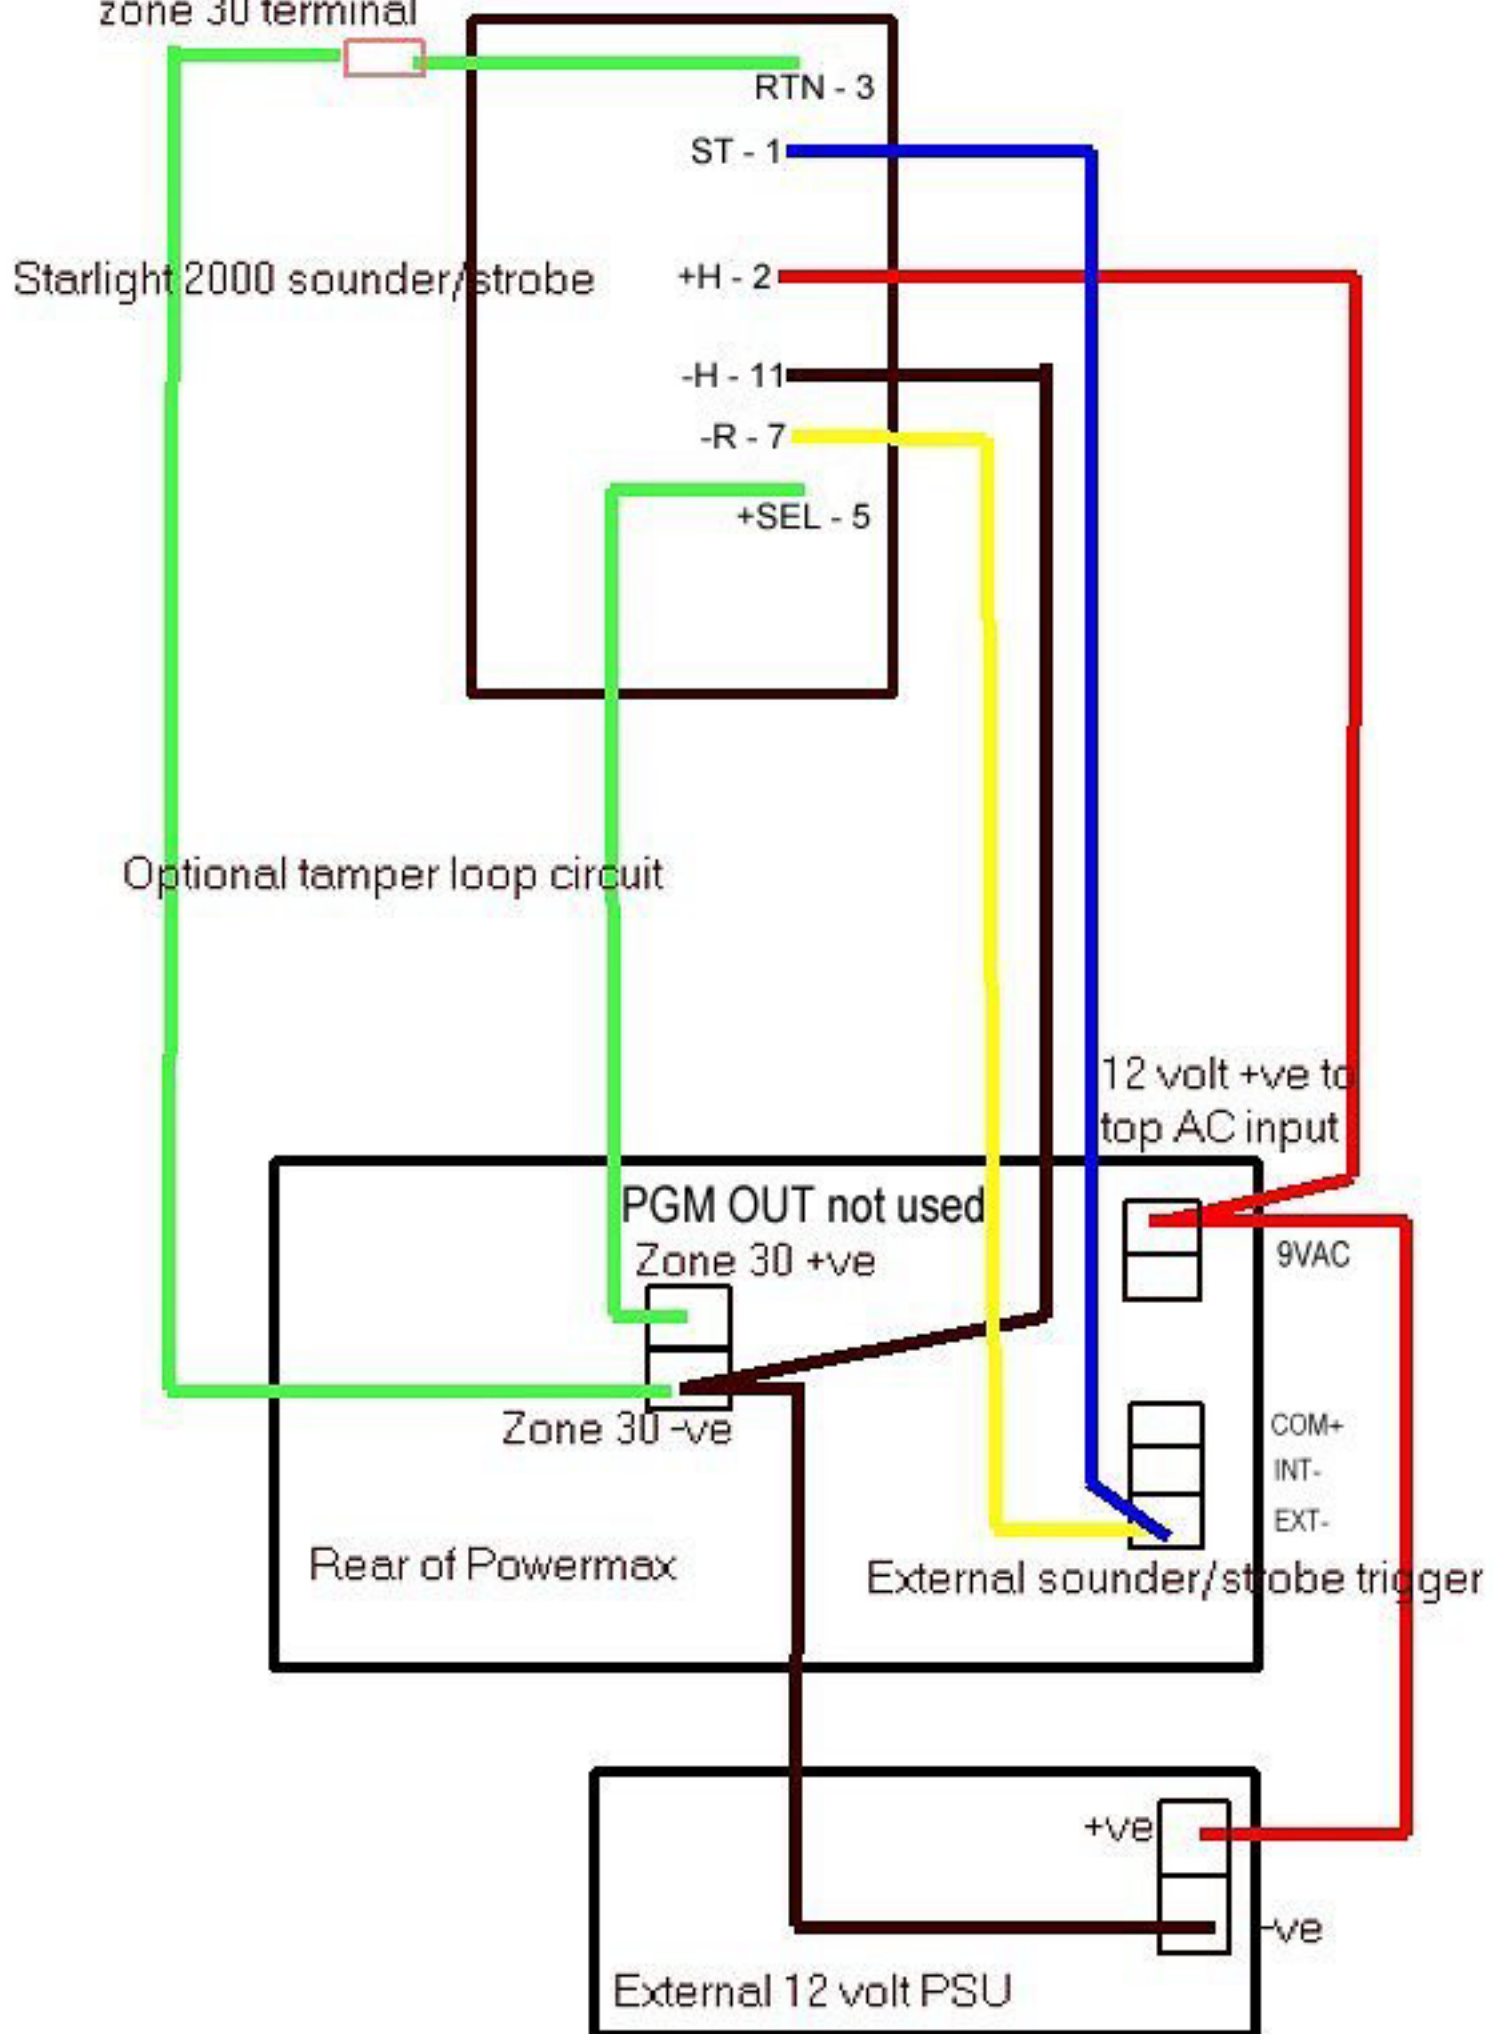 zone 30 terminal
RTN - 3
ST - 1
Starlight 2000 sounder/strobe
+H - 2
-H - 11
-R - 7
+SEL - 5
Optional tamper loop circuit
12 volt +ve to
top AC input
PGM OUT not used
Zone 30 +ve
9VAC
Zone 30 -ve
COM+
INT-
EXT-
Rear of Powermax
External sounder/strobe trigger
+ve
-ve
External 12 volt PSU